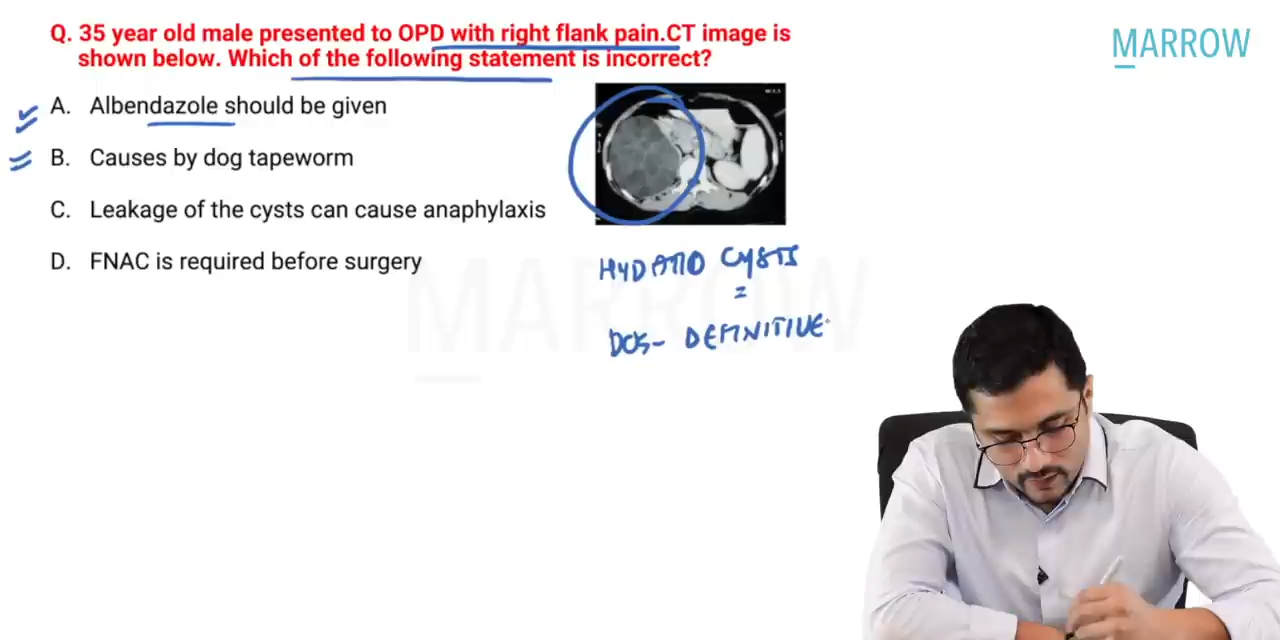 Q. 35 year old male presented to OPD with right flank pain.CT image is
shown below. Which of the following statement is incorrect?
MARROW
A. Albendazole should be given
B. Causes by dog tapeworm
C. Leakage of the cysts can cause anaphylaxis
D. FNAC is required before surgery
HYDATID CYSTS
MARROW
DOG- DEFINITIVE